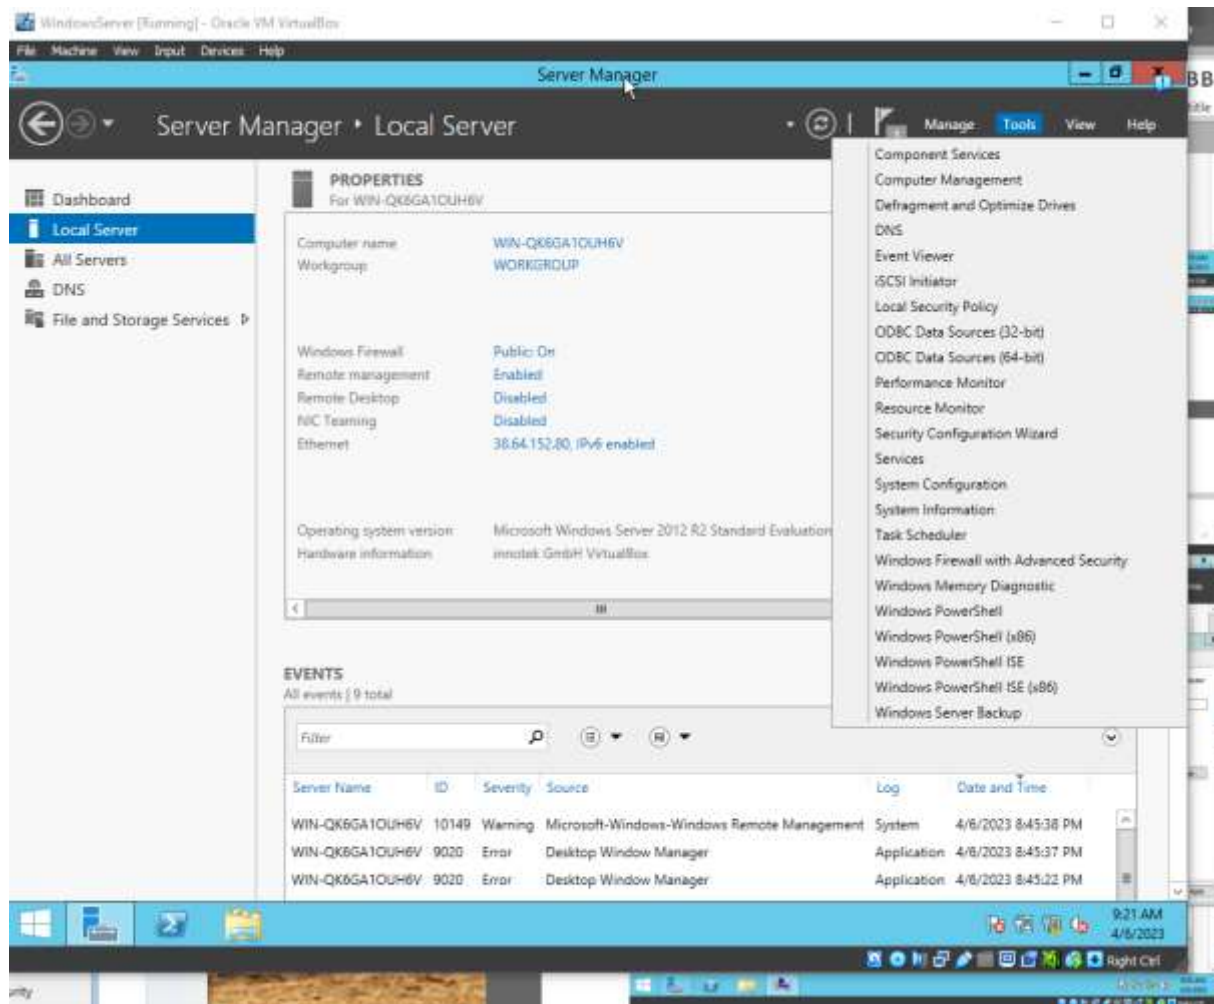 WindowsServer [Running] - Oracle VM VirtualBox
File Machine View Input Devices Help
Server Manager
Server Manager • Local Server
Manage Tools View Help
Dashboard
Local Server
All Servers
DNS
File and Storage Services
PROPERTIES
For WIN-QK6GA1OUH6V
Computer name WIN-QK6GA1OUH6V
Workgroup WORKGROUP
Windows Firewall Public: On
Remote management Enabled
Remote Desktop Disabled
NIC Teaming Disabled
Ethernet 38.64.152.80, IPv6 enabled
Operating system version Microsoft Windows Server 2012 R2 Standard Evaluation
Hardware information innotek GmbH VirtualBox
Component Services
Computer Management
Defragment and Optimize Drives
DNS
Event Viewer
iSCSI Initiator
Local Security Policy
ODBC Data Sources (32-bit)
ODBC Data Sources (64-bit)
Performance Monitor
Resource Monitor
Security Configuration Wizard
Services
System Configuration
System Information
Task Scheduler
Windows Firewall with Advanced Security
Windows Memory Diagnostic
Windows PowerShell
Windows PowerShell (x86)
Windows PowerShell ISE
Windows PowerShell ISE (x86)
Windows Server Backup
EVENTS
All events | 9 total
Filter
Server Name ID Severity Source Log Date and Time
WIN-QK6GA1OUH6V 10149 Warning Microsoft-Windows-Windows Remote Management System 4/6/2023 8:45:38 PM
WIN-QK6GA1OUH6V 9020 Error Desktop Window Manager Application 4/6/2023 8:45:37 PM
WIN-QK6GA1OUH6V 9020 Error Desktop Window Manager Application 4/6/2023 8:45:22 PM
9:21 AM
4/6/2023
Right Ctrl